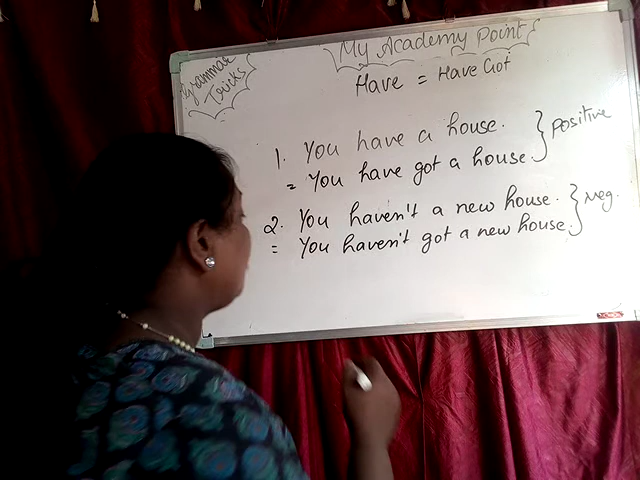 Grammar
Tricks
My Academy Point
Have = Have Got
1. You have a house.
= You have got a house.
} Positive
2. You haven't a new house.
= You haven't got a new house.
} Neg.